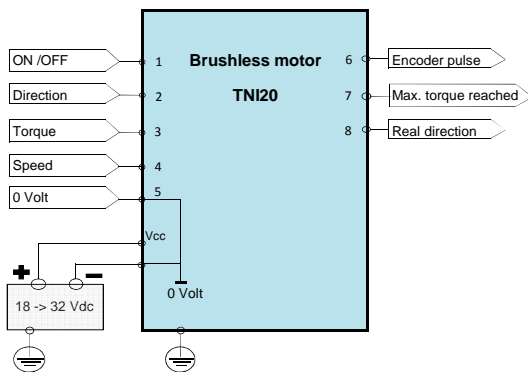 ON /OFF
Direction
Torque
Speed
0 Volt
1
2
3
4
5
Vcc
+
−
18 -> 32 Vdc
Brushless motor
TNI20
0 Volt
6
7
8
Encoder pulse
Max. torque reached
Real direction